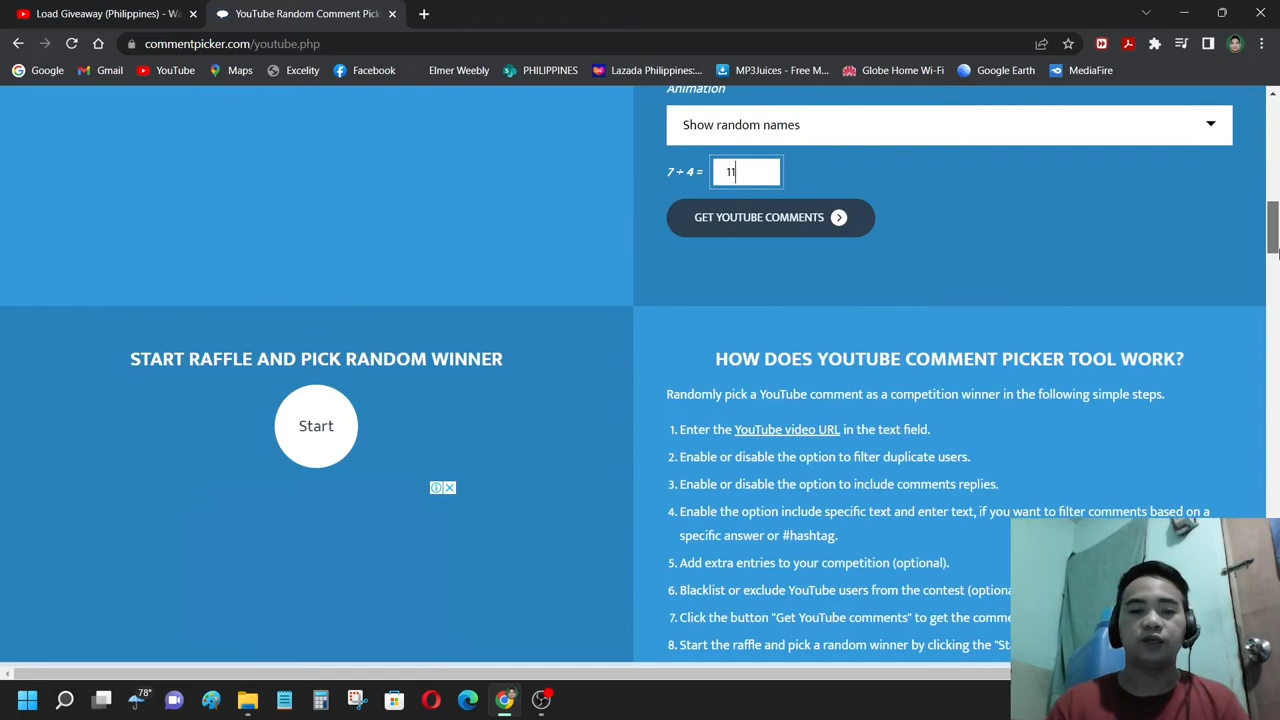 Load Giveaway (Philippines) - Wa
YouTube Random Comment Pick
commentpicker.com/youtube.php
Google
Gmail
YouTube
Maps
Excelity
Facebook
Elmer Weebly
PHILIPPINES
Lazada Philippines:...
MP3Juices - Free M...
Globe Home Wi-Fi
Google Earth
MediaFire
Animation
Show random names
7 + 4 = 11
GET YOUTUBE COMMENTS
START RAFFLE AND PICK RANDOM WINNER
Start
HOW DOES YOUTUBE COMMENT PICKER TOOL WORK?
Randomly pick a YouTube comment as a competition winner in the following simple steps.
1. Enter the YouTube video URL in the text field.
2. Enable or disable the option to filter duplicate users.
3. Enable or disable the option to include comments replies.
4. Enable the option include specific text and enter text, if you want to filter comments based on a
specific answer or #hashtag.
5. Add extra entries to your competition (optional).
6. Blacklist or exclude YouTube users from the contest (optiona
7. Click the button "Get YouTube comments" to get the comme
8. Start the raffle and pick a random winner by clicking the "St
78°